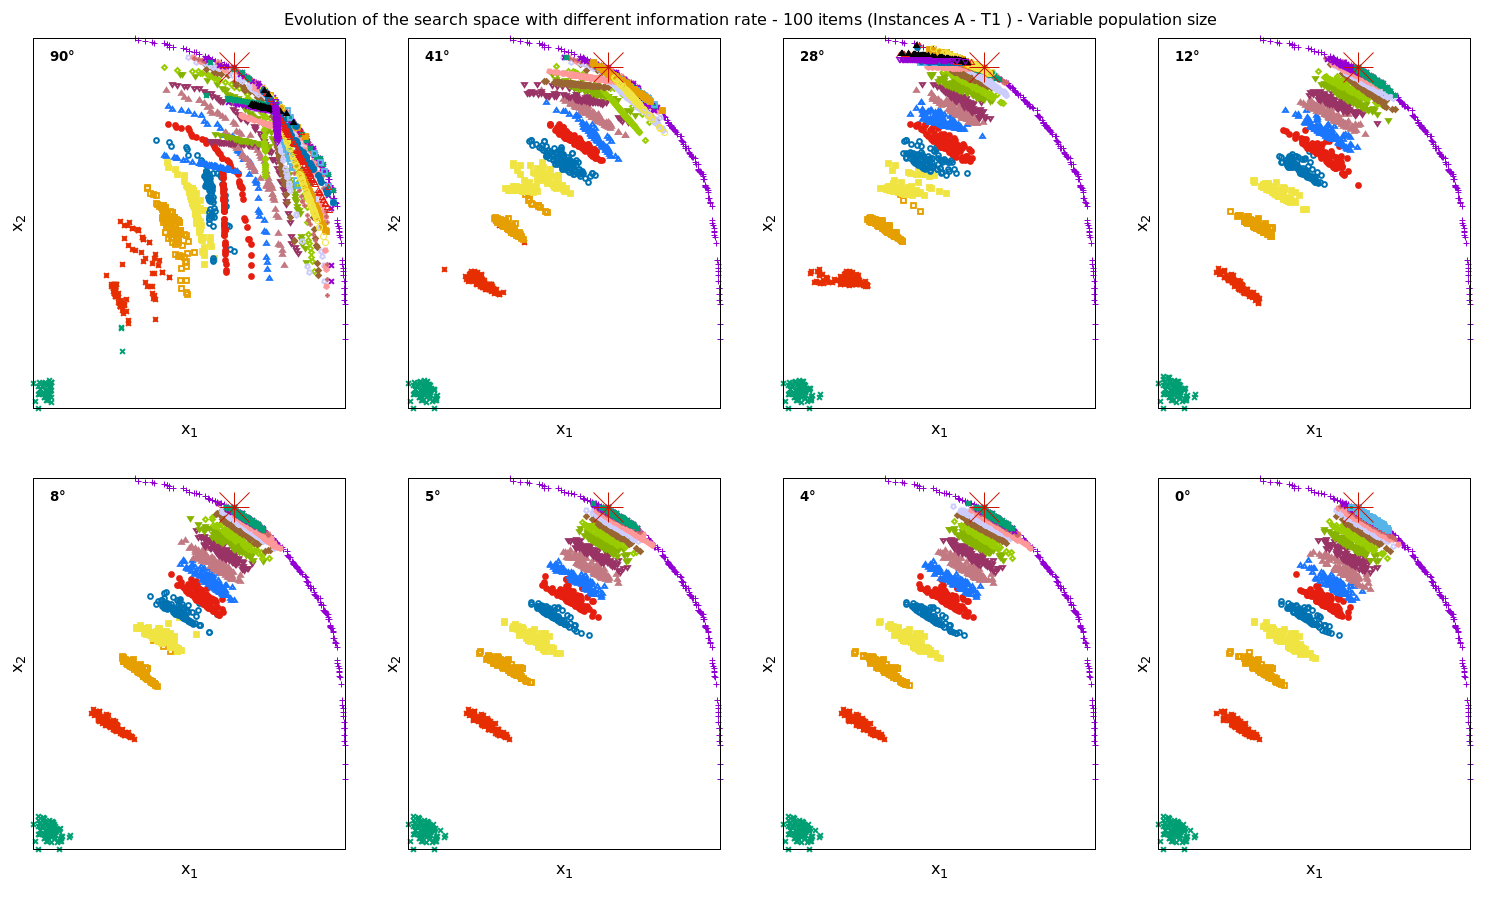 Evolution of the search space with different information rate - 100 items (Instances A - T1 ) - Variable population size
90°
41°
28°
12°
x₂
x₂
x₂
x₂
x₁
x₁
x₁
x₁
8°
5°
4°
0°
x₂
x₂
x₂
x₂
x₁
x₁
x₁
x₁